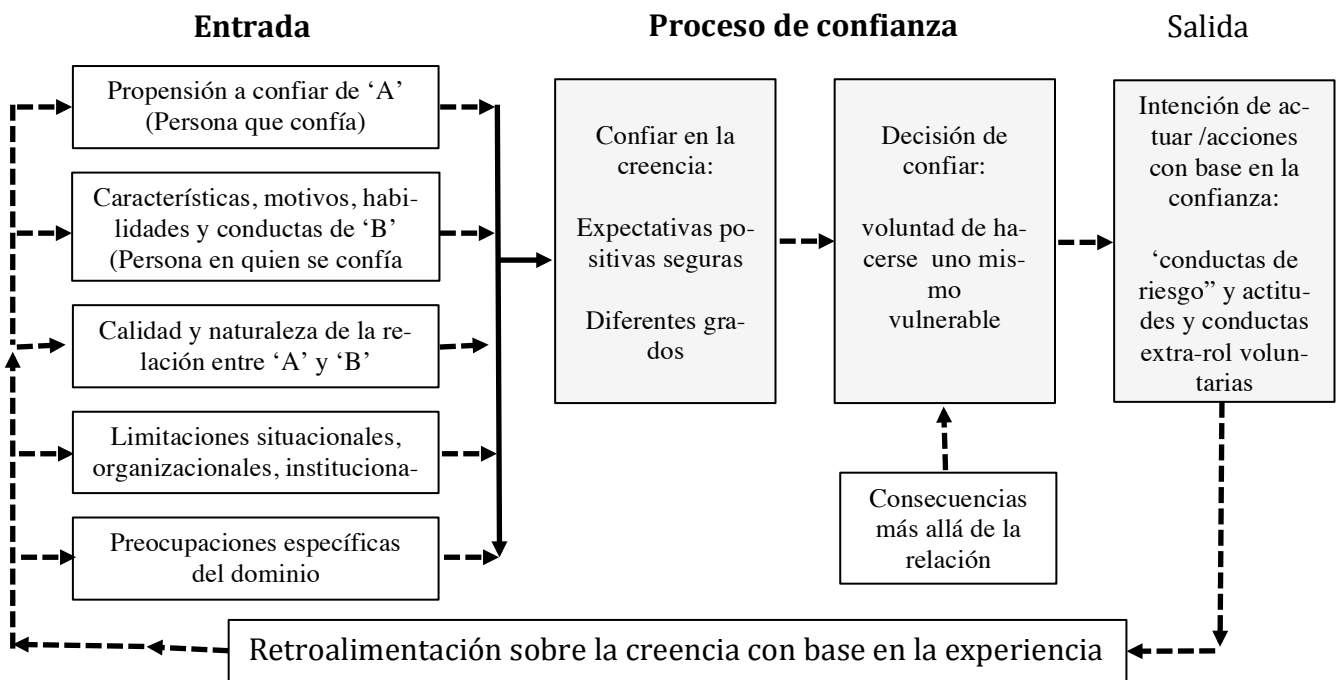 Entrada
Proceso de confianza
Salida
Propensión a confiar de ‘A’
(Persona que confía)
Características, motivos, habi-
lidades y conductas de ‘B’
(Persona en quien se confía
Calidad y naturaleza de la re-
lación entre ‘A’ y ‘B’
Limitaciones situacionales,
organizacionales, instituciona-
Preocupaciones específicas
del dominio
Confiar en la
creencia:
Expectativas po-
sitivas seguras
Diferentes gra-
dos
Decisión de
confiar:
voluntad de ha-
cerse uno mis-
mo
vulnerable
Consecuencias
más allá de la
relación
Intención de ac-
tuar /acciones
con base en la
confianza:
‘conductas de
riesgo” y actitu-
des y conductas
extra-rol volun-
tarias
Retroalimentación sobre la creencia con base en la experiencia